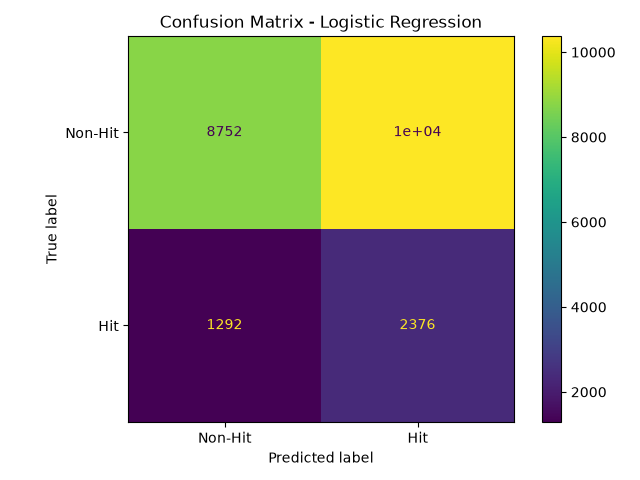 Confusion Matrix - Logistic Regression
10000
8000
6000
4000
2000
True label
Non-Hit
8752
1e+04
Hit
1292
2376
Non-Hit
Hit
Predicted label